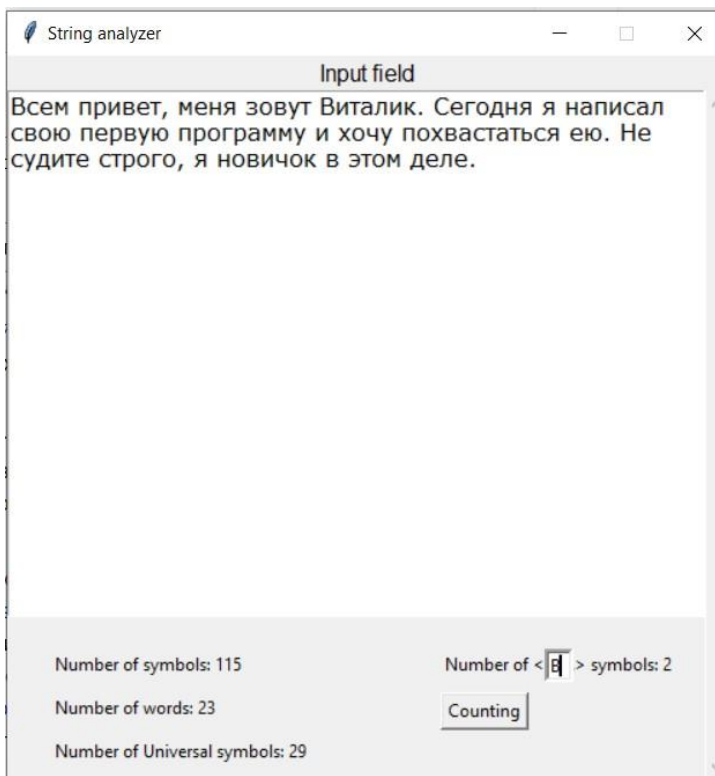 String analyzer
Input field
Всем привет, меня зовут Виталик. Сегодня я написал
свою первую программу и хочу похвастаться ею. Не
судите строго, я новичок в этом деле.
Number of symbols: 115
Number of < В > symbols: 2
Number of words: 23
Counting
Number of Universal symbols: 29